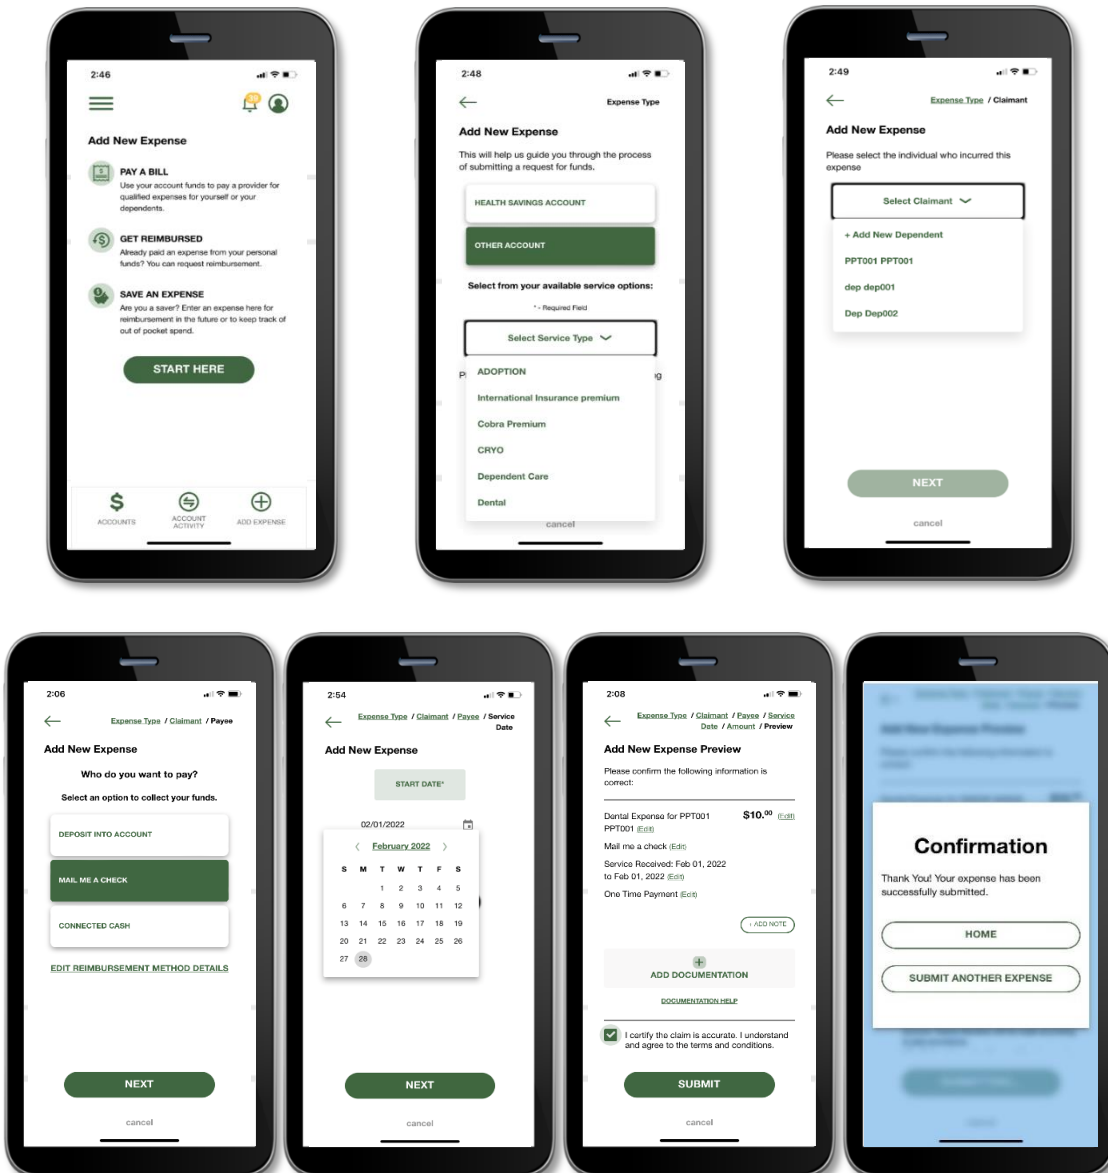 2:46
39
Add New Expense
PAY A BILL
Use your account funds to pay a provider for
qualified expenses for yourself or your
dependents.
GET REIMBURSED
Already paid an expense from your personal
funds? You can request reimbursement.
SAVE AN EXPENSE
Are you a saver? Enter an expense here for
reimbursement in the future or to keep track of
out of pocket spend.
START HERE
ACCOUNTS
ACCOUNT
ACTIVITY
ADD EXPENSE
2:48
Expense Type
Add New Expense
This will help us guide you through the process
of submitting a request for funds.
HEALTH SAVINGS ACCOUNT
OTHER ACCOUNT
Select from your available service options:
* - Required Field
Select Service Type
ADOPTION
International Insurance premium
Cobra Premium
CRYO
Dependent Care
Dental
cancel
2:49
Expense Type / Claimant
Add New Expense
Please select the individual who incurred this
expense
Select Claimant
+ Add New Dependent
PPT001 PPT001
dep dep001
Dep Dep002
NEXT
cancel
2:06
Expense Type / Claimant / Payee
Add New Expense
Who do you want to pay?
Select an option to collect your funds.
DEPOSIT INTO ACCOUNT
MAIL ME A CHECK
CONNECTED CASH
EDIT REIMBURSEMENT METHOD DETAILS
NEXT
cancel
2:54
Expense Type / Claimant / Payee / Service
Date
Add New Expense
START DATE*
02/01/2022
February 2022
S M T W T F S
1 2 3 4 5
6 7 8 9 10 11 12
13 14 15 16 17 18 19
20 21 22 23 24 25 26
27 28
NEXT
cancel
2:08
Expense Type / Claimant / Payee / Service
Date / Amount / Preview
Add New Expense Preview
Please confirm the following information is
correct:
Dental Expense for PPT001 $10.00 (Edit)
PPT001 (Edit)
Mail me a check (Edit)
Service Received: Feb 01, 2022
to Feb 01, 2022 (Edit)
One Time Payment (Edit)
+ ADD NOTE
ADD DOCUMENTATION
DOCUMENTATION HELP
I certify the claim is accurate. I understand
and agree to the terms and conditions.
SUBMIT
cancel
Add New Expense Preview
Confirmation
Thank You! Your expense has been
successfully submitted.
HOME
SUBMIT ANOTHER EXPENSE